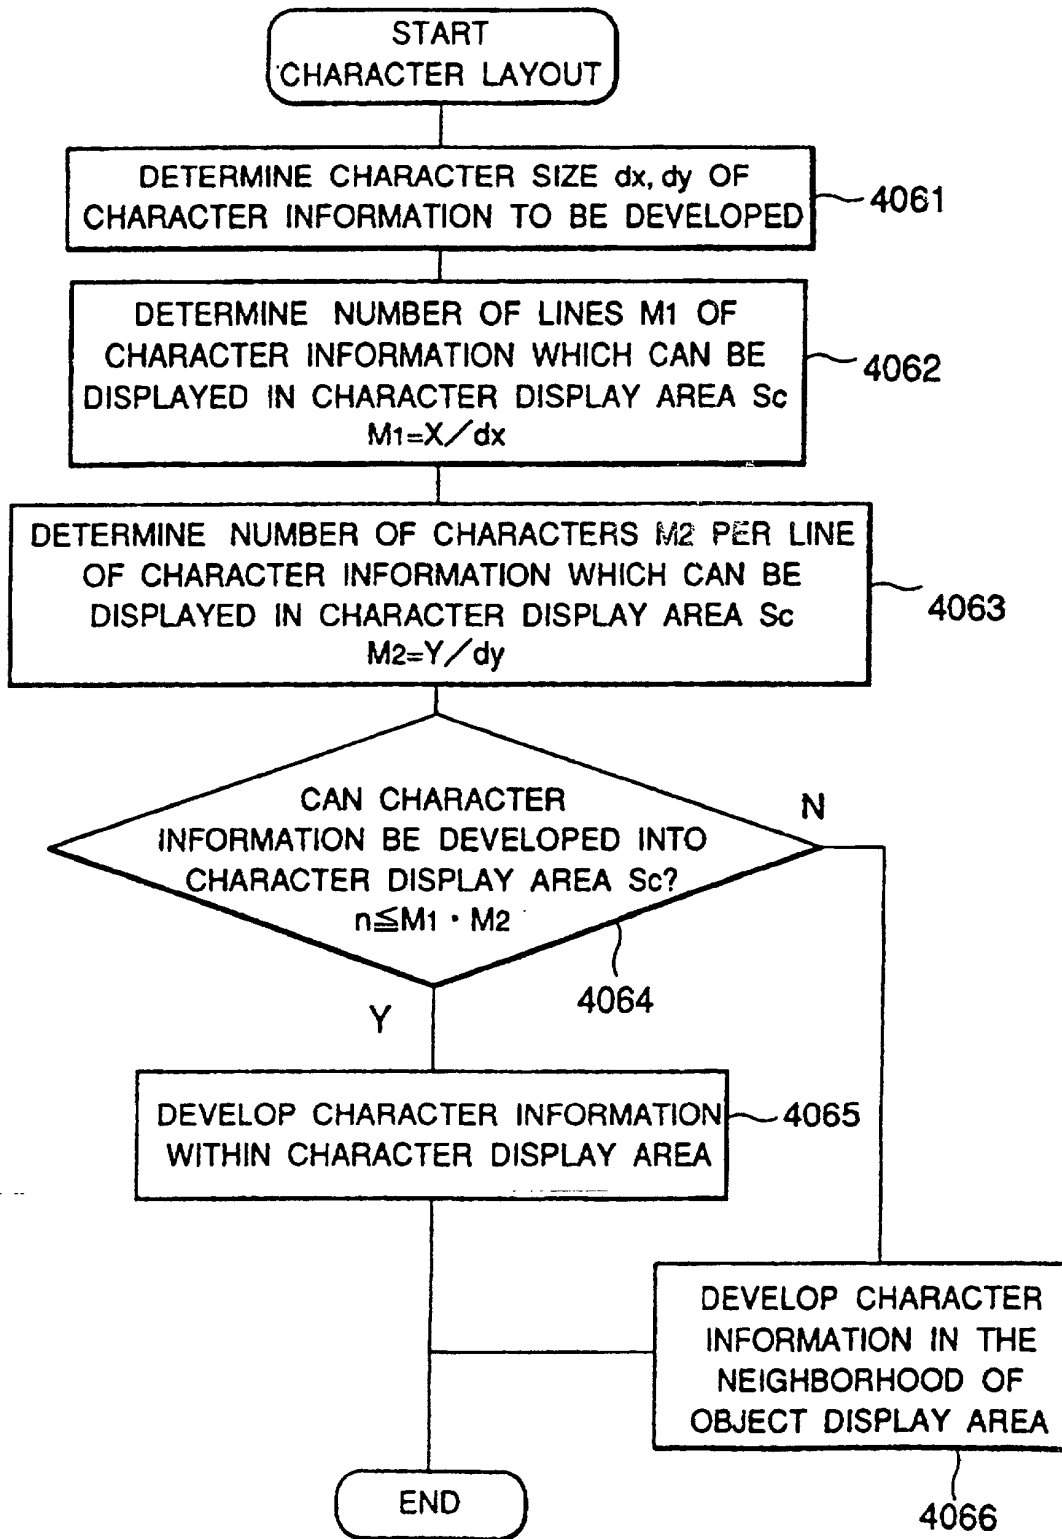 START
CHARACTER LAYOUT
DETERMINE CHARACTER SIZE dx, dy OF
CHARACTER INFORMATION TO BE DEVELOPED
4061
DETERMINE NUMBER OF LINES M1 OF
CHARACTER INFORMATION WHICH CAN BE
DISPLAYED IN CHARACTER DISPLAY AREA Sc
M1=X/dx
4062
DETERMINE NUMBER OF CHARACTERS M2 PER LINE
OF CHARACTER INFORMATION WHICH CAN BE
DISPLAYED IN CHARACTER DISPLAY AREA Sc
M2=Y/dy
4063
CAN CHARACTER
INFORMATION BE DEVELOPED INTO
CHARACTER DISPLAY AREA Sc?
n≦M1・M2
N
4064
Y
DEVELOP CHARACTER INFORMATION
WITHIN CHARACTER DISPLAY AREA
4065
DEVELOP CHARACTER
INFORMATION IN THE
NEIGHBORHOOD OF
OBJECT DISPLAY AREA
4066
END